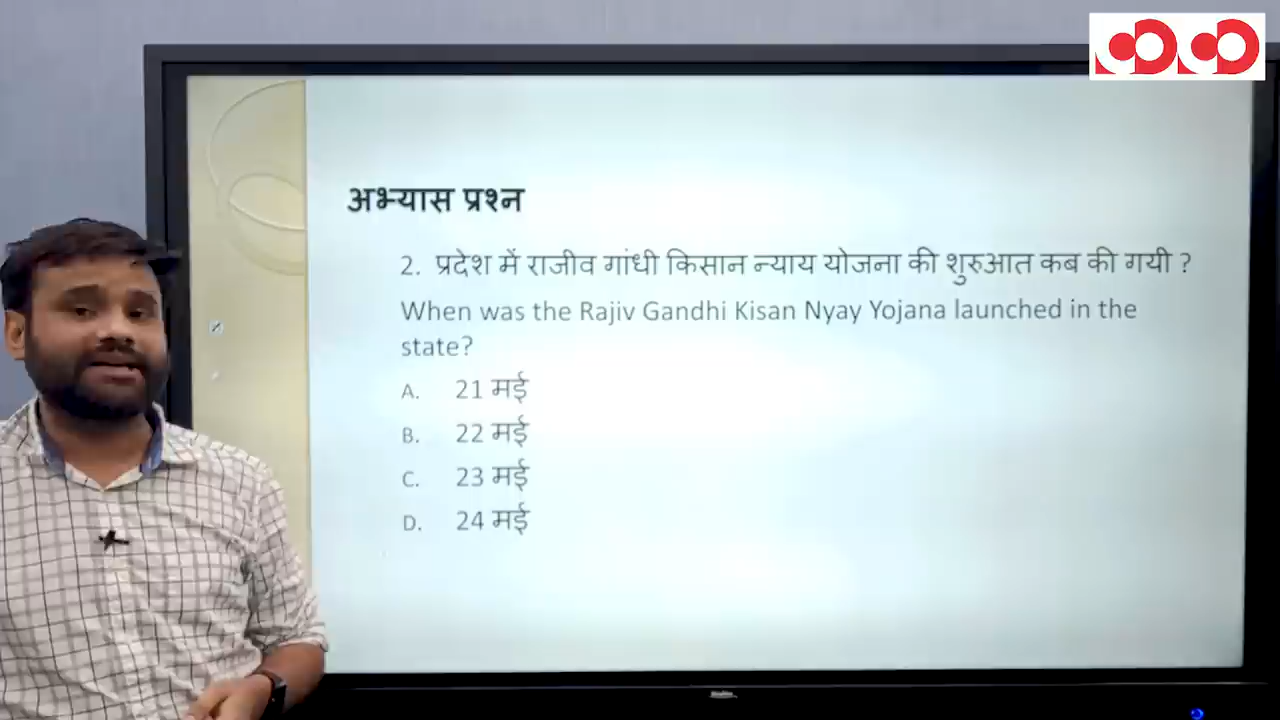 अभ्यास प्रश्न
2. प्रदेश में राजीव गांधी किसान न्याय योजना की शुरुआत कब की गयी ?
When was the Rajiv Gandhi Kisan Nyay Yojana launched in the
state?
A. 21 मई
B. 22 मई
C. 23 मई
D. 24 मई